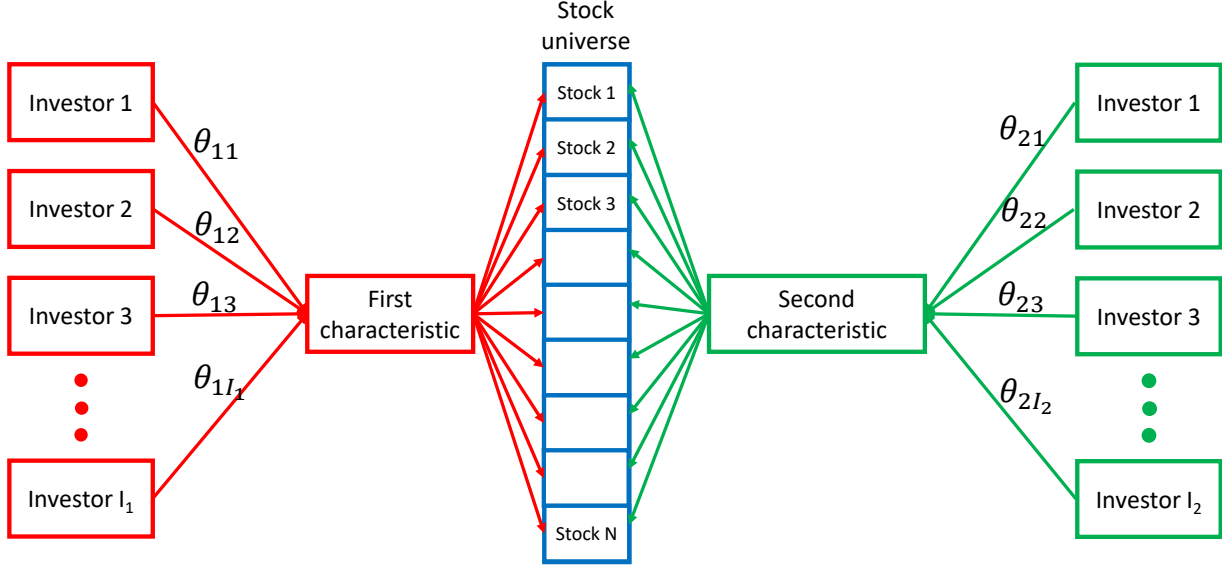 Stock
universe
Investor 1
Investor 2
Investor 3
Investor I₁
θ₁₁
θ₁₂
θ₁₃
θ₁I₁
First
characteristic
Stock 1
Stock 2
Stock 3
Stock N
Second
characteristic
θ₂₁
θ₂₂
θ₂₃
θ₂I₂
Investor 1
Investor 2
Investor 3
Investor I₂